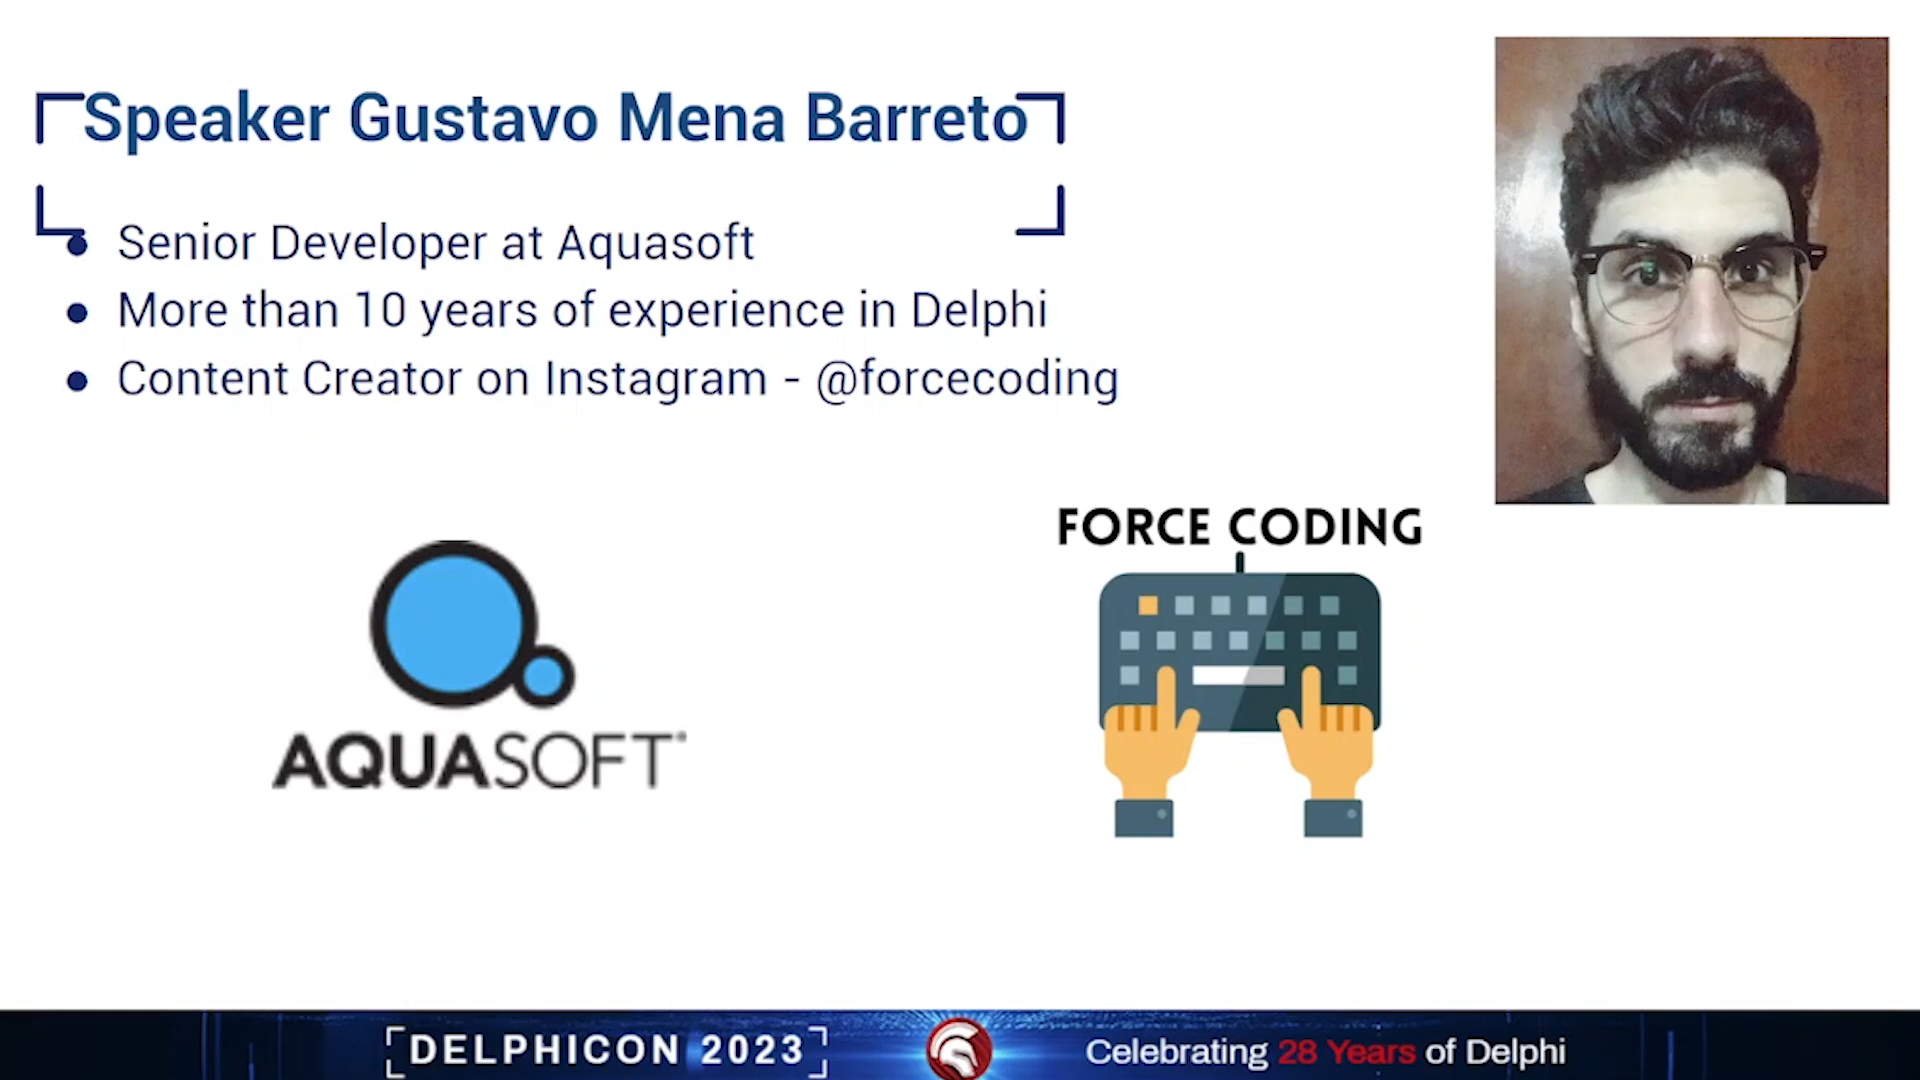 Speaker Gustavo Mena Barreto
• Senior Developer at Aquasoft
• More than 10 years of experience in Delphi
• Content Creator on Instagram - @forcecoding
FORCE CODING
AQUASOFT
DELPHICON 2023
Celebrating 28 Years of Delphi